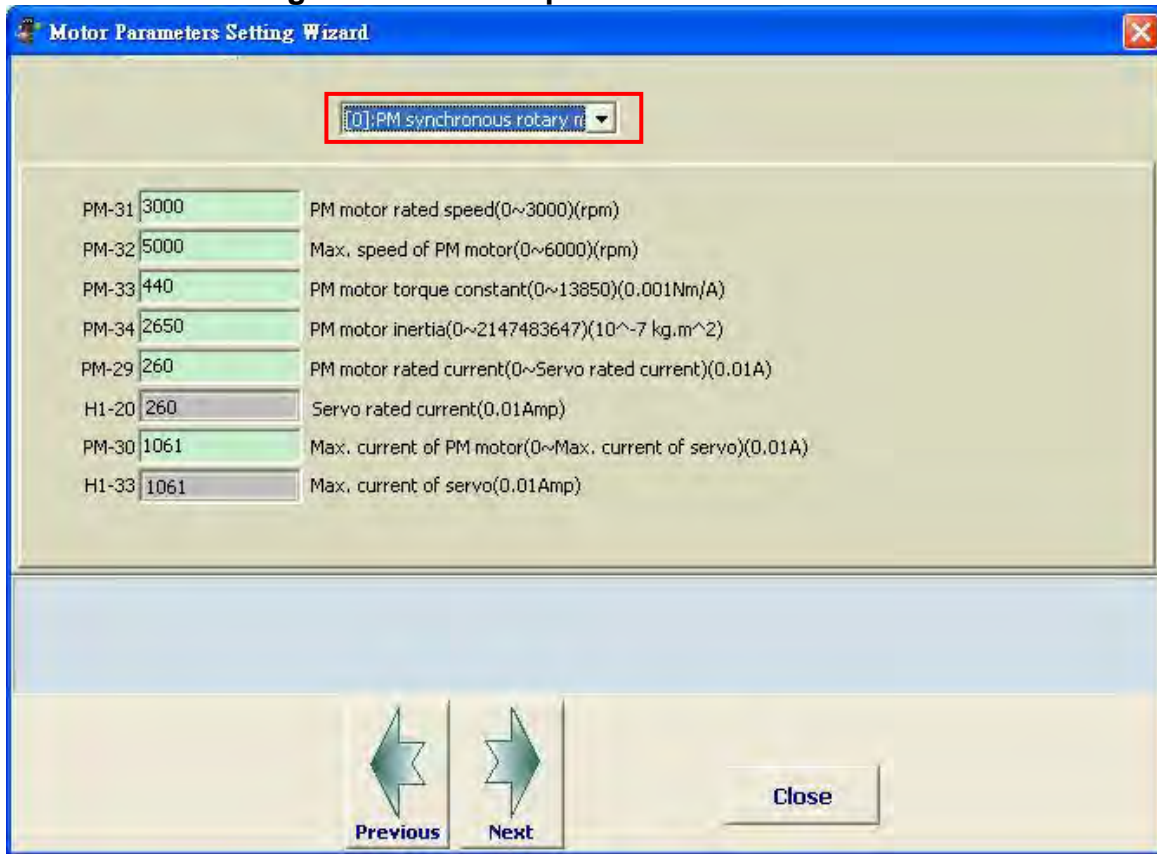 Motor Parameters Setting Wizard
[0]:PM synchronous rotary
PM-31 3000 PM motor rated speed(0~3000)(rpm)
PM-32 5000 Max. speed of PM motor(0~6000)(rpm)
PM-33 440 PM motor torque constant(0~13850)(0.001Nm/A)
PM-34 2650 PM motor inertia(0~2147483647)(10^-7 kg.m^2)
PM-29 260 PM motor rated current(0~Servo rated current)(0.01A)
H1-20 260 Servo rated current(0.01Amp)
PM-30 1061 Max. current of PM motor(0~Max. current of servo)(0.01A)
H1-33 1061 Max. current of servo(0.01Amp)
Previous Next Close